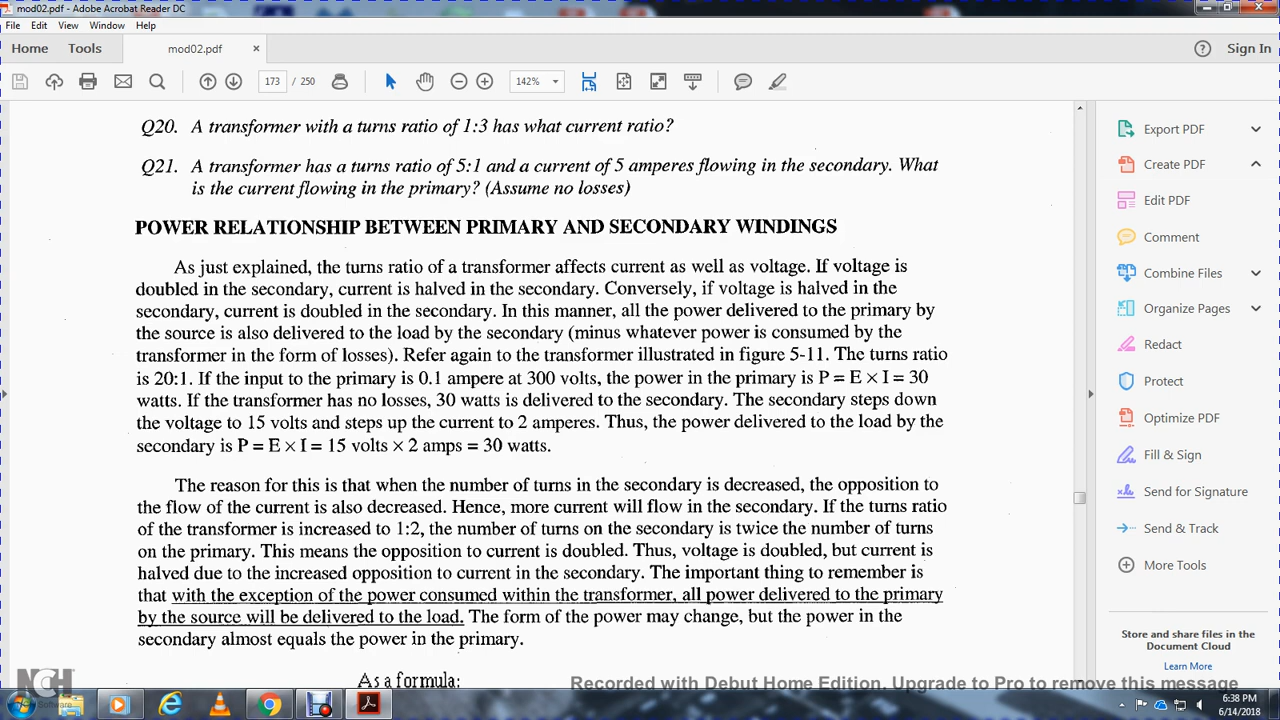 mod02.pdf - Adobe Acrobat Reader DC
File Edit View Window Help
Home Tools mod02.pdf × Sign In
173 / 250 142%
Q20. A transformer with a turns ratio of 1:3 has what current ratio?
Q21. A transformer has a turns ratio of 5:1 and a current of 5 amperes flowing in the secondary. What
is the current flowing in the primary? (Assume no losses)
POWER RELATIONSHIP BETWEEN PRIMARY AND SECONDARY WINDINGS
As just explained, the turns ratio of a transformer affects current as well as voltage. If voltage is
doubled in the secondary, current is halved in the secondary. Conversely, if voltage is halved in the
secondary, current is doubled in the secondary. In this manner, all the power delivered to the primary by
the source is also delivered to the load by the secondary (minus whatever power is consumed by the
transformer in the form of losses). Refer again to the transformer illustrated in figure 5-11. The turns ratio
is 20:1. If the input to the primary is 0.1 ampere at 300 volts, the power in the primary is P = E × I = 30
watts. If the transformer has no losses, 30 watts is delivered to the secondary. The secondary steps down
the voltage to 15 volts and steps up the current to 2 amperes. Thus, the power delivered to the load by the
secondary is P = E × I = 15 volts × 2 amps = 30 watts.
The reason for this is that when the number of turns in the secondary is decreased, the opposition to
the flow of the current is also decreased. Hence, more current will flow in the secondary. If the turns ratio
of the transformer is increased to 1:2, the number of turns on the secondary is twice the number of turns
on the primary. This means the opposition to current is doubled. Thus, voltage is doubled, but current is
halved due to the increased opposition to current in the secondary. The important thing to remember is
that with the exception of the power consumed within the transformer, all power delivered to the primary
by the source will be delivered to the load. The form of the power may change, but the power in the
secondary almost equals the power in the primary.
As a formula:
Export PDF
Create PDF
Edit PDF
Comment
Combine Files
Organize Pages
Redact
Protect
Optimize PDF
Fill & Sign
Send for Signature
Send & Track
More Tools
Store and share files in the
Document Cloud
Learn More
NCH
Software
Recorded with Debut Home Edition. Upgrade to Pro to remove this message
6:38 PM
6/14/2018